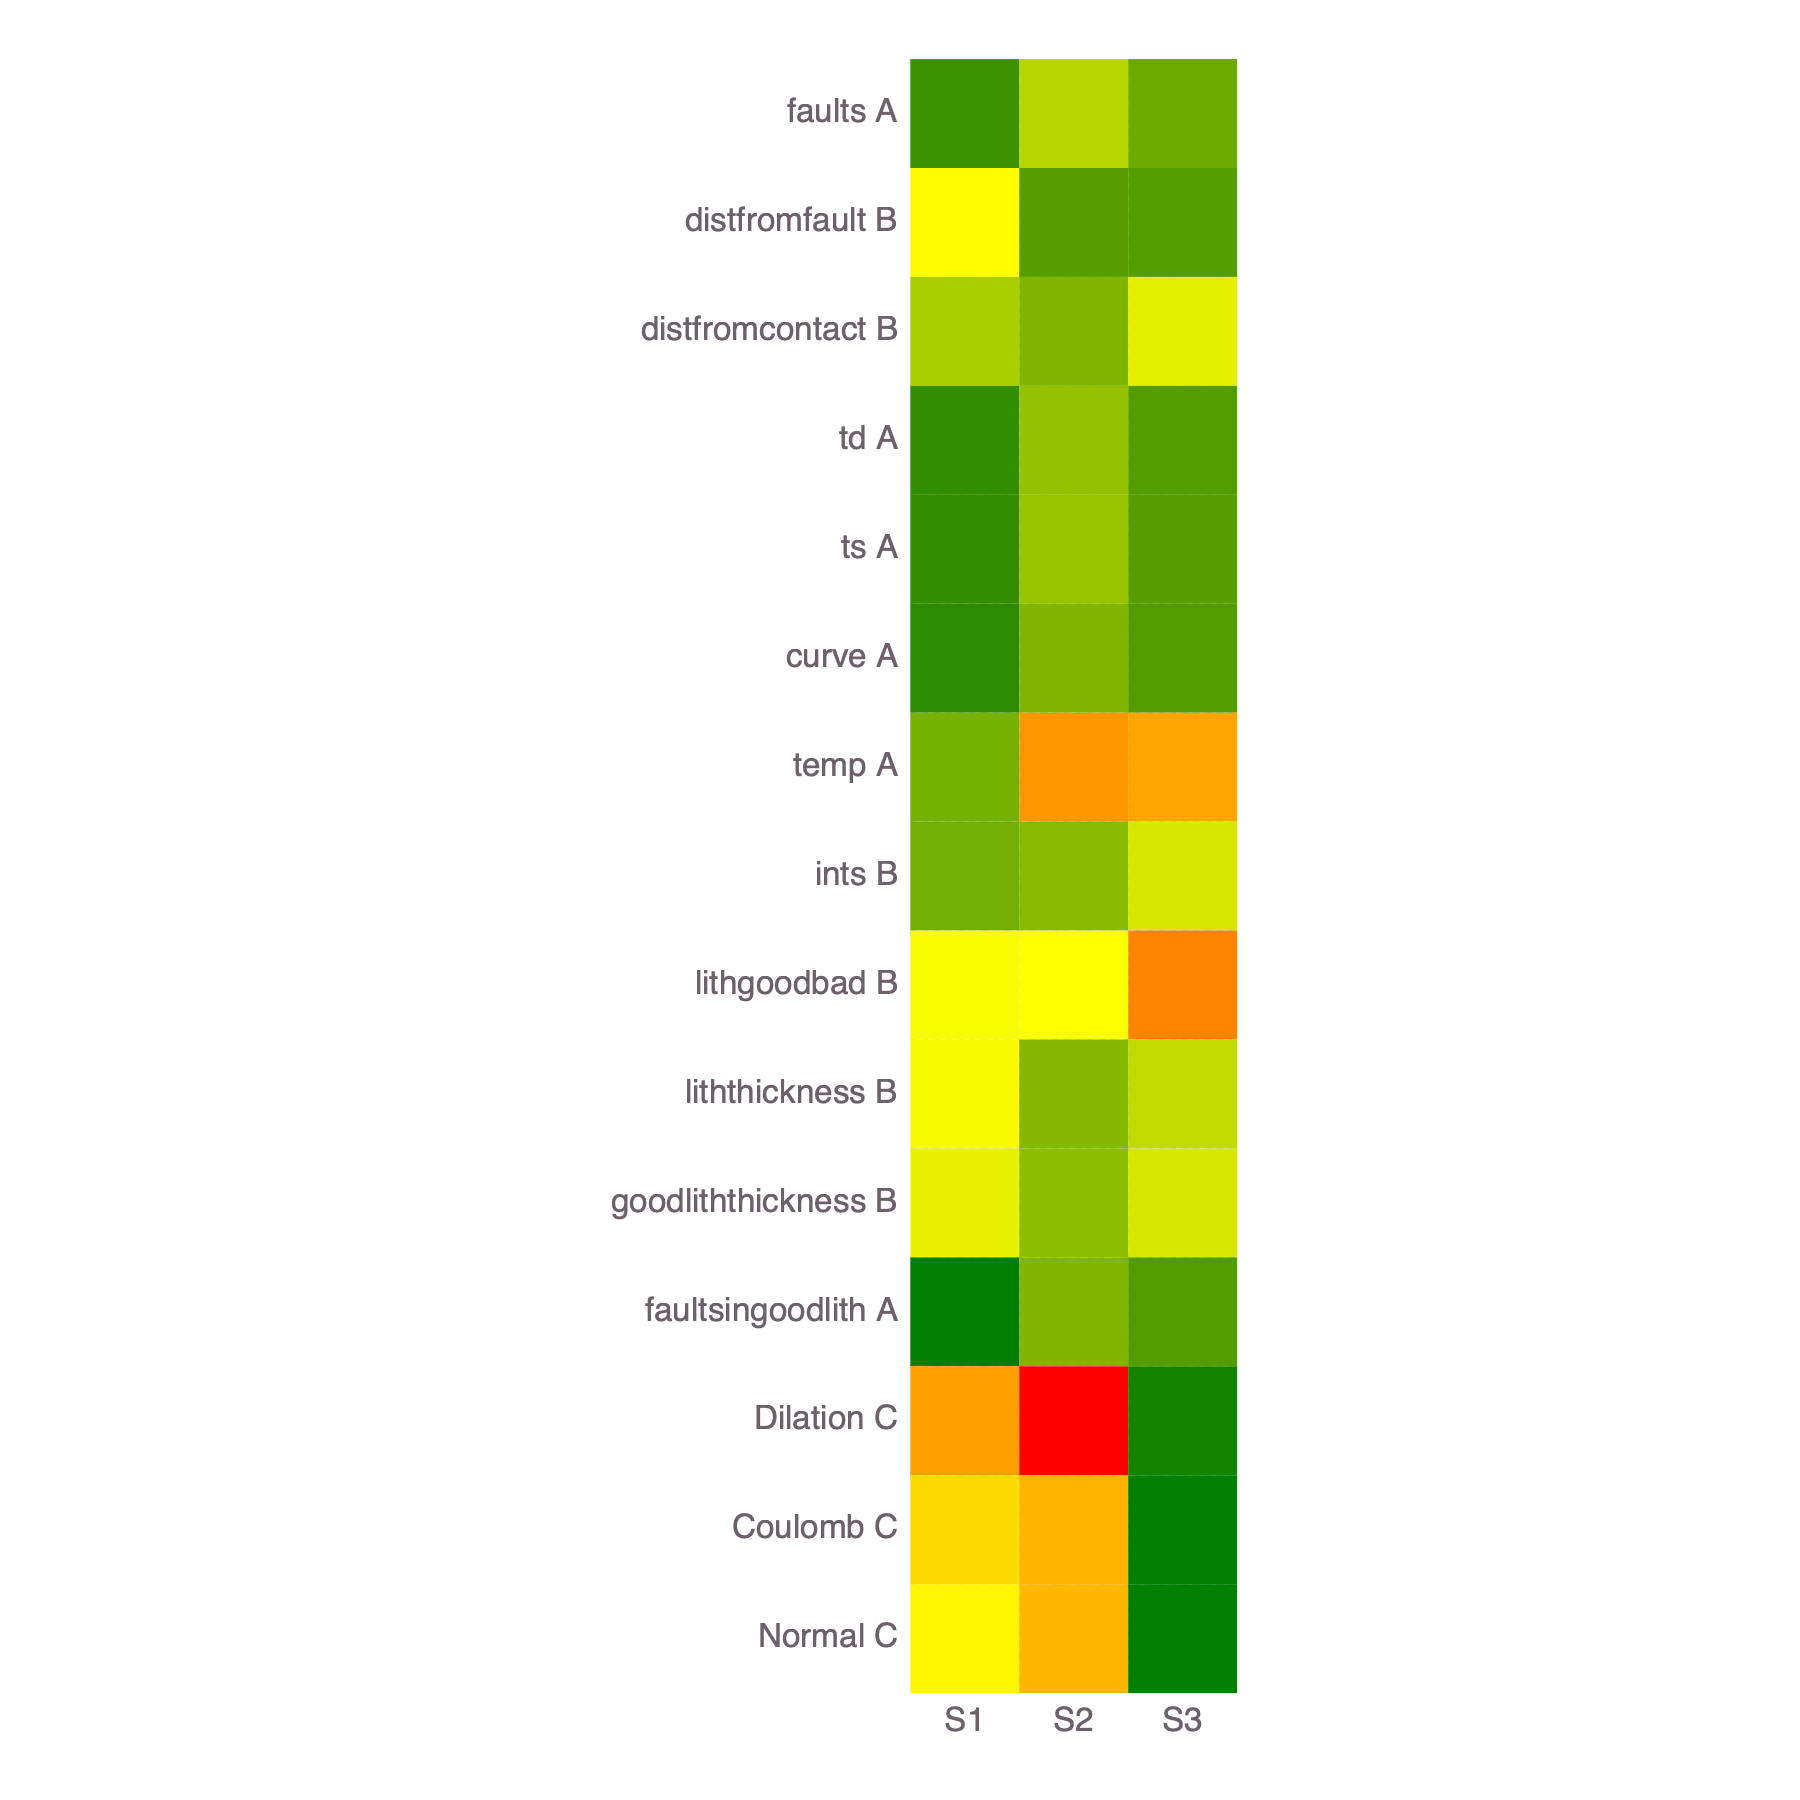 faults A
distfromfault B
distfromcontact B
td A
ts A
curve A
temp A
ints B
lithgoodbad B
liththickness B
goodliththickness B
faultsingoodlith A
Dilation C
Coulomb C
Normal C
S1 S2 S3